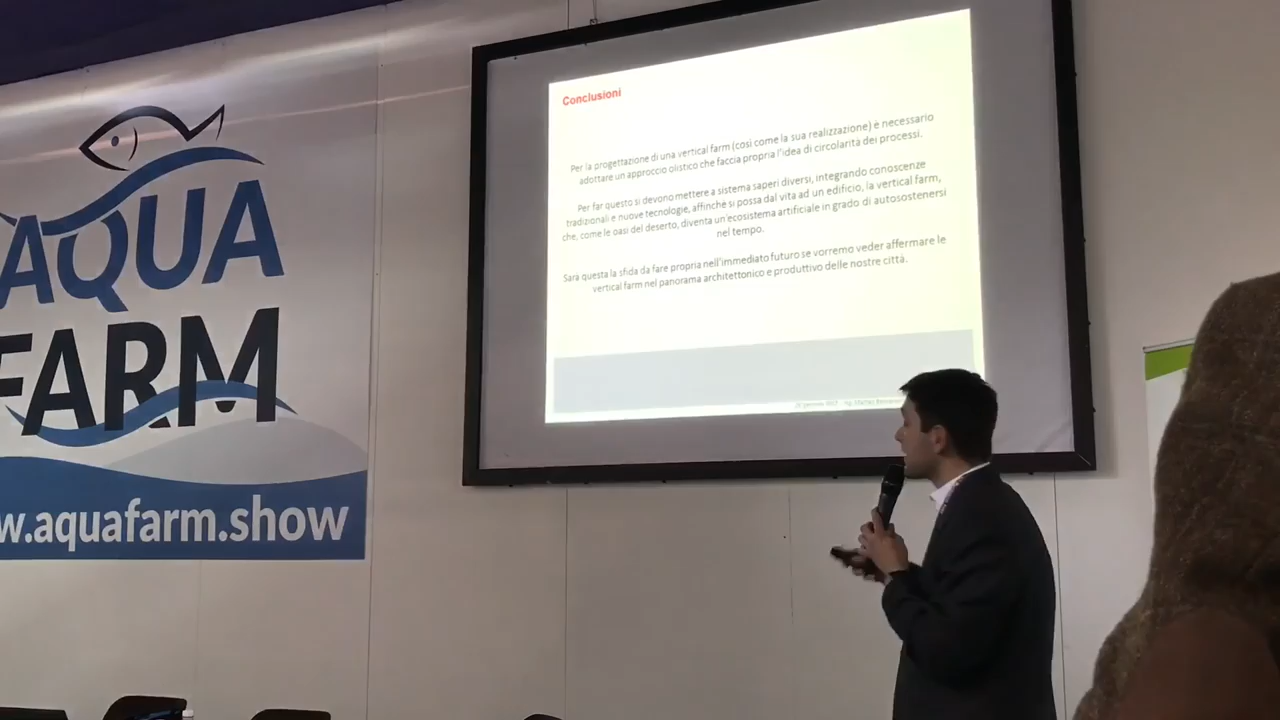 AQUA
FARM
w.aquafarm.show
Conclusioni
Per la progettazione di una vertical farm (così come la sua realizzazione) è necessario
adottare un approccio olistico che faccia propria l'idea di circolarità dei processi.
Per far questo si devono mettere a sistema saperi diversi, integrando conoscenze
tradizionali e nuove tecnologie, affinchè si possa dal vita ad un edificio, la vertical farm,
che, come le oasi del deserto, diventa un'ecosistema artificiale in grado di autosostenersi
nel tempo.
Sarà questa la sfida da fare propria nell'immediato futuro se vorremo veder affermare le
vertical farm nel panorama architettonico e produttivo delle nostre città.